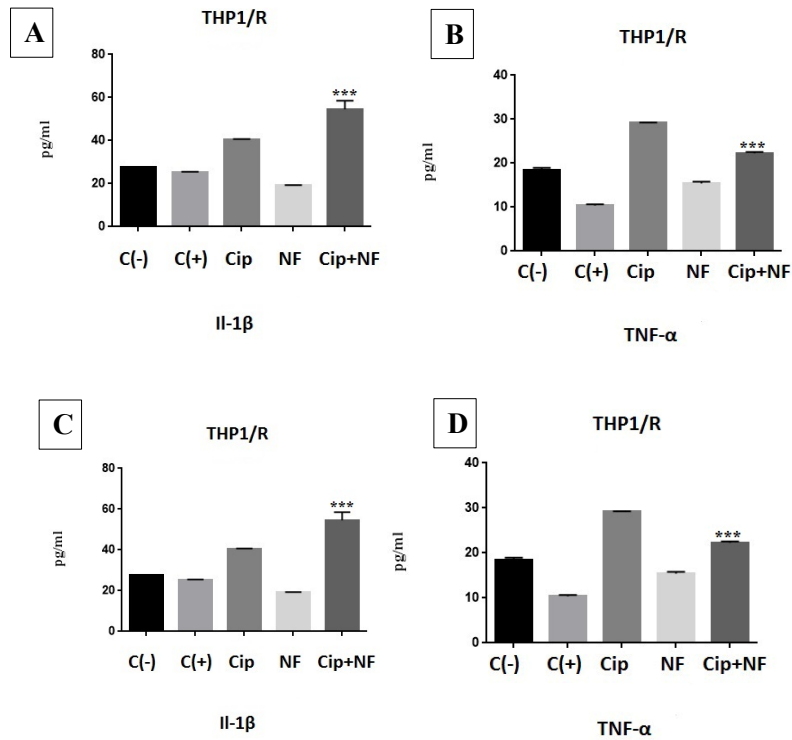 A
THP1/R
pg/ml
80
60
40
20
0
***
C(-) C(+) Cip NF Cip+NF
Il-1β
B
THP1/R
pg/ml
40
30
20
10
0
***
C(-) C(+) Cip NF Cip+NF
TNF-α
C
THP1/R
pg/ml
80
60
40
20
0
***
C(-) C(+) Cip NF Cip+NF
Il-1β
D
THP1/R
pg/ml
40
30
20
10
0
***
C(-) C(+) Cip NF Cip+NF
TNF-α